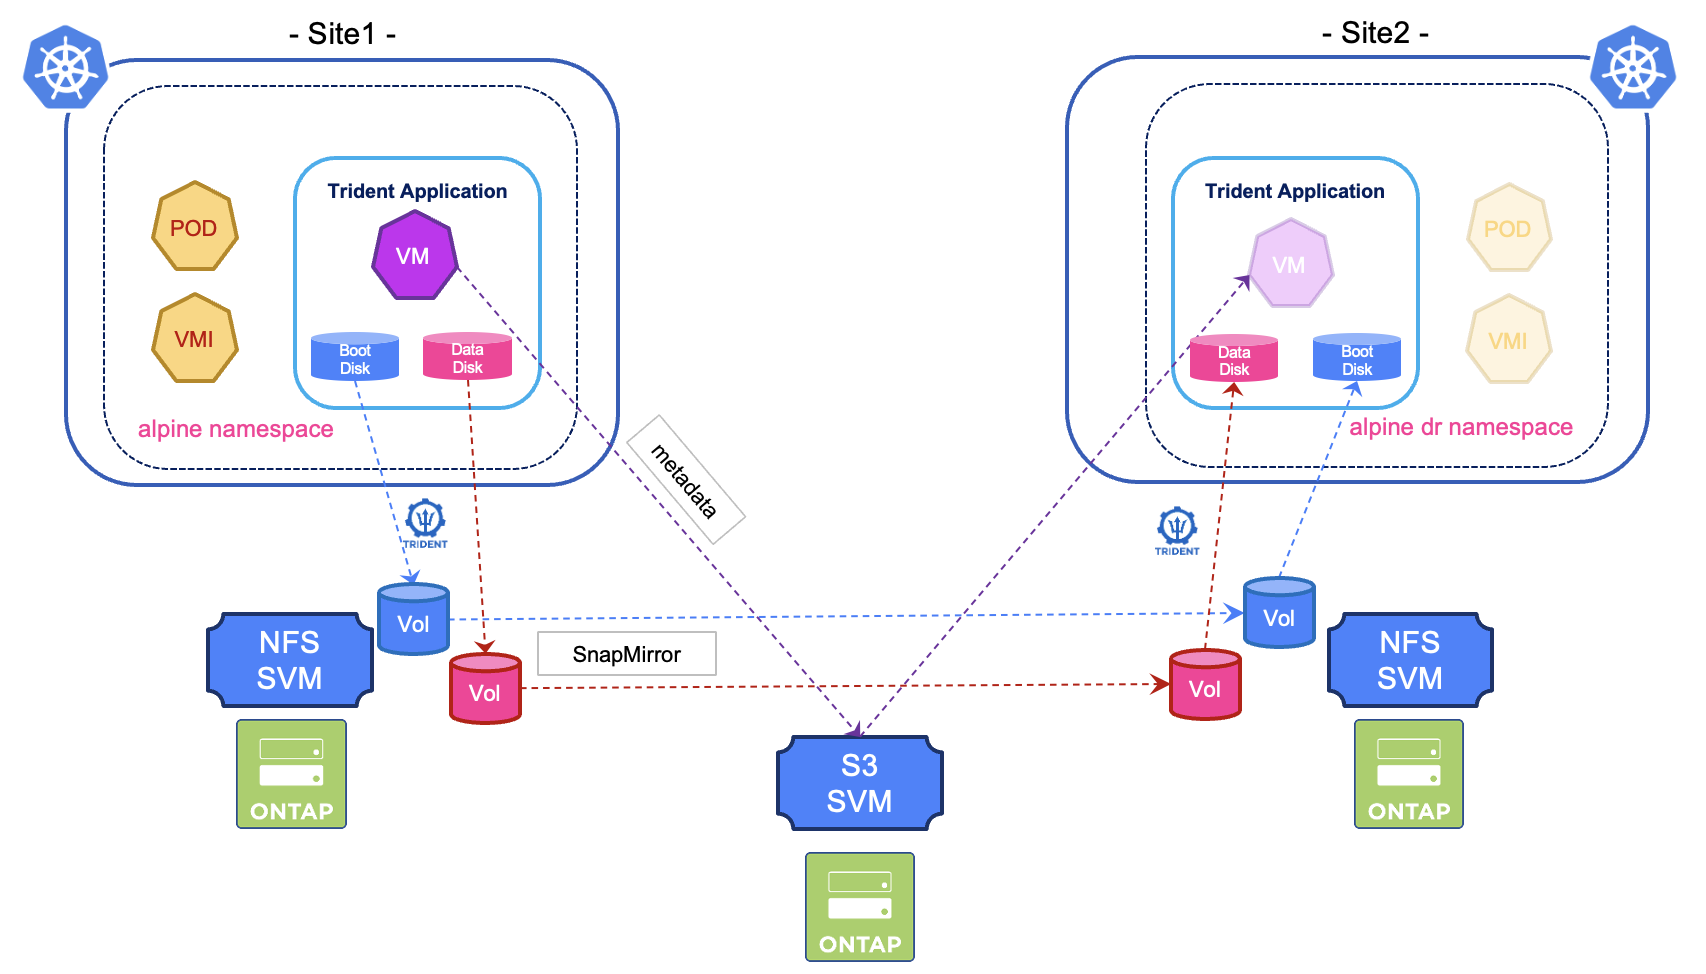 - Site1 -
Trident Application
POD
VM
VMI
Boot
Disk
Data
Disk
alpine namespace
- Site2 -
Trident Application
VM
POD
VMI
Data
Disk
Boot
Disk
alpine dr namespace
metadata
TRIDENT
TRIDENT
Vol
NFS
SVM
Vol
SnapMirror
Vol
Vol
NFS
SVM
ONTAP
S3
SVM
ONTAP
ONTAP